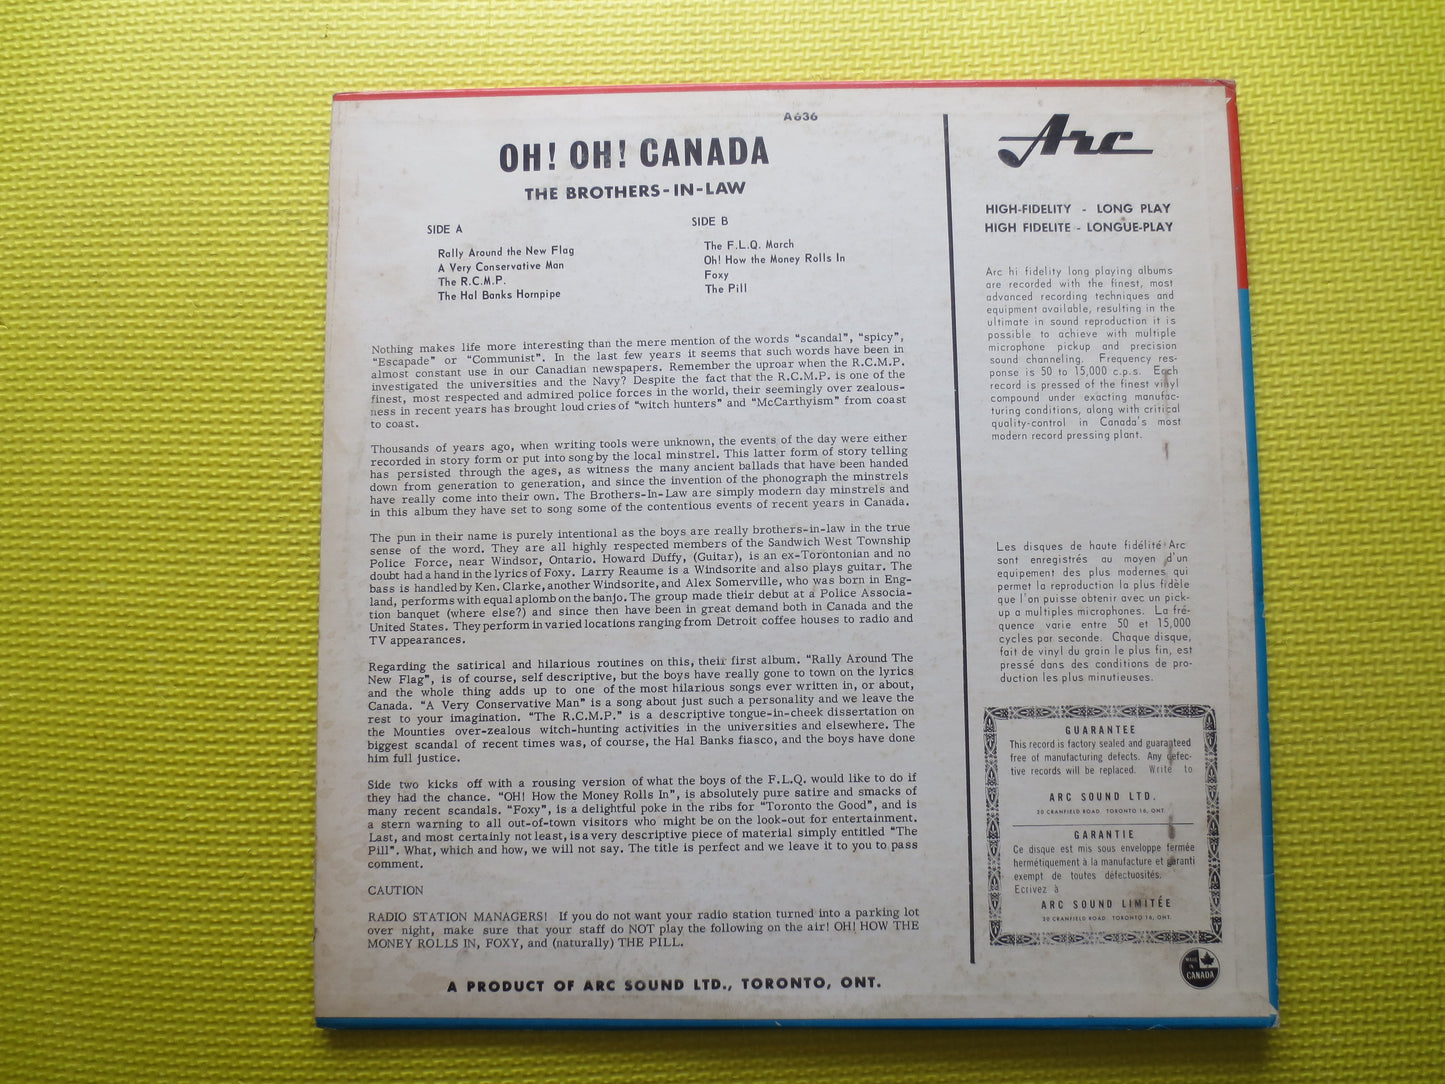 A636
OH! OH! CANADA
THE BROTHERS-IN-LAW
SIDE A
Rally Around the New Flag
A Very Conservative Man
The R.C.M.P.
The Hal Banks Hornpipe
SIDE B
The F.L.Q. March
Oh! How the Money Rolls In
Foxy
The Pill
Nothing makes life more interesting than the mere mention of the words "scandal", "spicy",
"Escapade" or "Communist". In the last few years it seems that such words have been in
almost constant use in our Canadian newspapers. Remember the uproar when the R.C.M.P.
investigated the universities and the Navy? Despite the fact that the R.C.M.P. is one of the
finest, most respected and admired police forces in the world, their seemingly over zealous-
ness in recent years has brought loud cries of "witch hunters" and "McCarthyism" from coast
to coast.
Thousands of years ago, when writing tools were unknown, the events of the day were either
recorded in story form or put into song by the local minstrel. This latter form of story telling
has persisted through the ages, as witness the many ancient ballads that have been handed
down from generation to generation, and since the invention of the phonograph the minstrels
have really come into their own. The Brothers-In-Law are simply modern day minstrels and
in this album they have set to song some of the contentious events of recent years in Canada.
The pun in their name is purely intentional as the boys are really brothers-in-law in the true
sense of the word. They are all highly respected members of the Sandwich West Township
Police Force, near Windsor, Ontario. Howard Duffy, (Guitar), is an ex-Torontonian and no
doubt had a hand in the lyrics of Foxy. Larry Reaume is a Windsorite and also plays guitar. The
bass is handled by Ken. Clarke, another Windsorite, and Alex Somerville, who was born in Eng-
land, performs with equal aplomb on the banjo. The group made their debut at a Police Associa-
tion banquet (where else?) and since then have been in great demand both in Canada and the
United States. They perform in varied locations ranging from Detroit coffee houses to radio and
TV appearances.
Regarding the satirical and hilarious routines on this, their first album. "Rally Around The
New Flag", is of course, self descriptive, but the boys have really gone to town on the lyrics
and the whole thing adds up to one of the most hilarious songs ever written in, or about,
Canada. "A Very Conservative Man" is a song about just such a personality and we leave the
rest to your imagination. "The R.C.M.P." is a descriptive tongue-in-cheek dissertation on
the Mounties over-zealous witch-hunting activities in the universities and elsewhere. The
biggest scandal of recent times was, of course, the Hal Banks fiasco, and the boys have done
him full justice.
Side two kicks off with a rousing version of what the boys of the F.L.Q. would like to do if
they had the chance. "OH! How the Money Rolls In", is absolutely pure satire and smacks of
many recent scandals. "Foxy", is a delightful poke in the ribs for "Toronto the Good", and is
a stern warning to all out-of-town visitors who might be on the look-out for entertainment.
Last, and most certainly not least, is a very descriptive piece of material simply entitled "The
Pill". What, which and how, we will not say. The title is perfect and we leave it to you to pass
comment.
CAUTION
RADIO STATION MANAGERS! If you do not want your radio station turned into a parking lot
over night, make sure that your staff do NOT play the following on the air! OH! HOW THE
MONEY ROLLS IN, FOXY, and (naturally) THE PILL.
A PRODUCT OF ARC SOUND LTD., TORONTO, ONT.
Arc
HIGH-FIDELITY - LONG PLAY
HIGH FIDELITE - LONGUE-PLAY
Arc hi fidelity long playing albums
are recorded with the finest, most
advanced recording techniques and
equipment available, resulting in the
ultimate in sound reproduction it is
possible to achieve with multiple
microphone pickup and precision
sound channeling. Frequency res-
ponse is 50 to 15,000 c.p.s. Each
record is pressed of the finest vinyl
compound under exacting manufac-
turing conditions, along with critical
quality-control in Canada's most
modern record pressing plant.
Les disques de haute fidélité Arc
sont enregistrés au moyen d'un
equipement des plus modernes qui
permet la reproduction la plus fidèle
que l'on puisse obtenir avec un pick-
up a multiples microphones. La fré-
quence varie entre 50 et 15,000
cycles par seconde. Chaque disque,
fait de vinyl du grain le plus fin, est
pressé dans des conditions de pro-
duction les plus minutieuses.
GUARANTEE
This record is factory sealed and guaranteed
free of manufacturing defects. Any defec-
tive records will be replaced. Write to
ARC SOUND LTD.
20 CRANFIELD ROAD TORONTO 16, ONT.
GARANTIE
Ce disque est mis sous enveloppe fermée
hermétiquement à la manufacture et garanti
exempt de toutes défectuosités.
Ecrivez à
ARC SOUND LIMITÉE
20 CRANFIELD ROAD TORONTO 16, ONT.
MADE
IN
CANADA